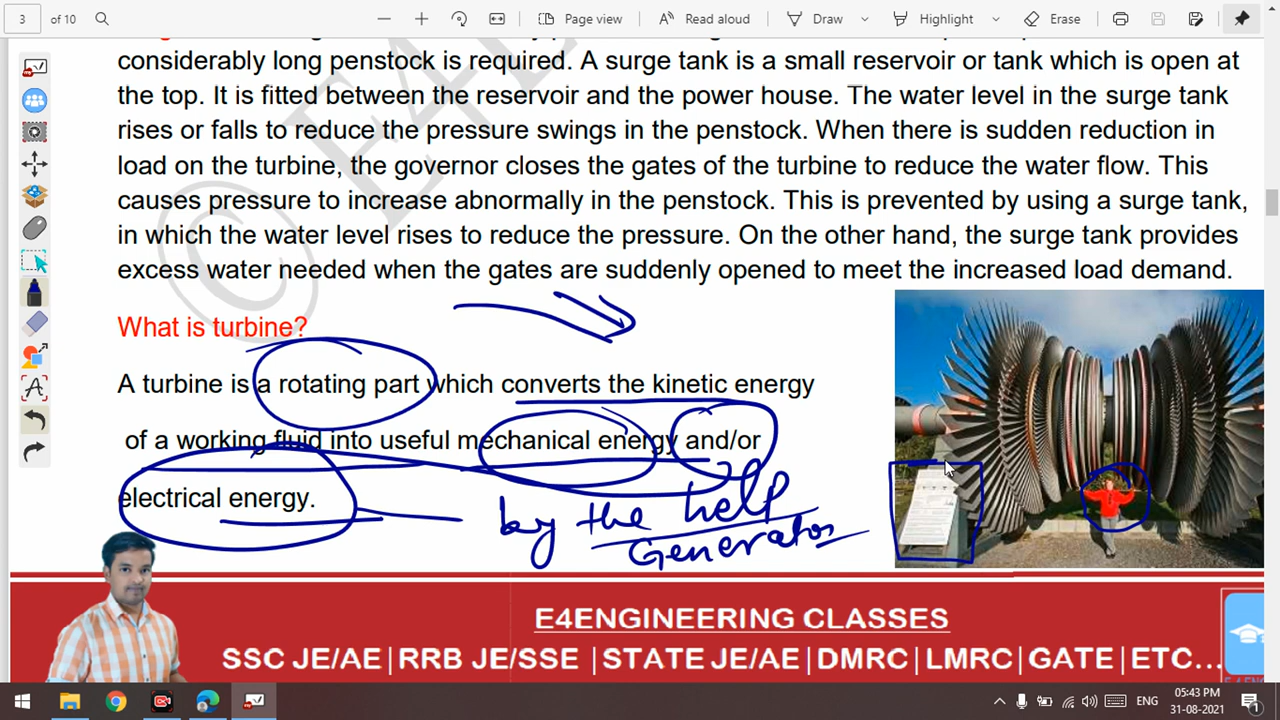 3 of 10 Page view Read aloud Draw Highlight Erase
considerably long penstock is required. A surge tank is a small reservoir or tank which is open at
the top. It is fitted between the reservoir and the power house. The water level in the surge tank
rises or falls to reduce the pressure swings in the penstock. When there is sudden reduction in
load on the turbine, the governor closes the gates of the turbine to reduce the water flow. This
causes pressure to increase abnormally in the penstock. This is prevented by using a surge tank,
in which the water level rises to reduce the pressure. On the other hand, the surge tank provides
excess water needed when the gates are suddenly opened to meet the increased load demand.
What is turbine?
A turbine is a rotating part which converts the kinetic energy
of a working fluid into useful mechanical energy and/or
electrical energy.
by the help
Generator
© E4E
E4ENGINEERING CLASSES
SSC JE/AE|RRB JE/SSE |STATE JE/AE|DMRC|LMRC|GATE|ETC...
ENG
05:43 PM
31-08-2021